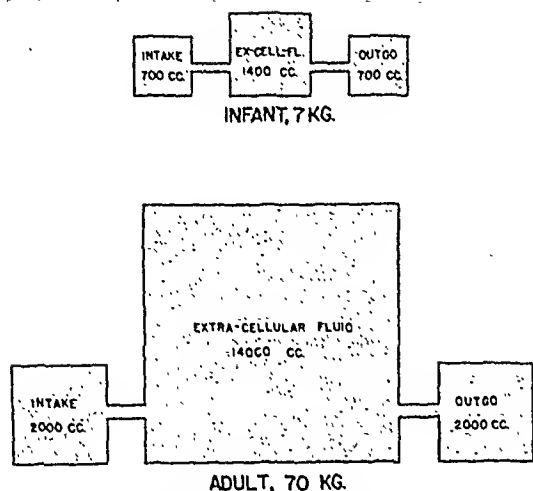 INTAKE
700 CC.
EX-CELL-FL.
1400 CC.
OUTGO
700 CC.
INFANT, 7 KG.
EXTRA-CELLULAR FLUID
14000 CC.
INTAKE
2000 CC.
OUTGO
2000 CC.
ADULT, 70 KG.